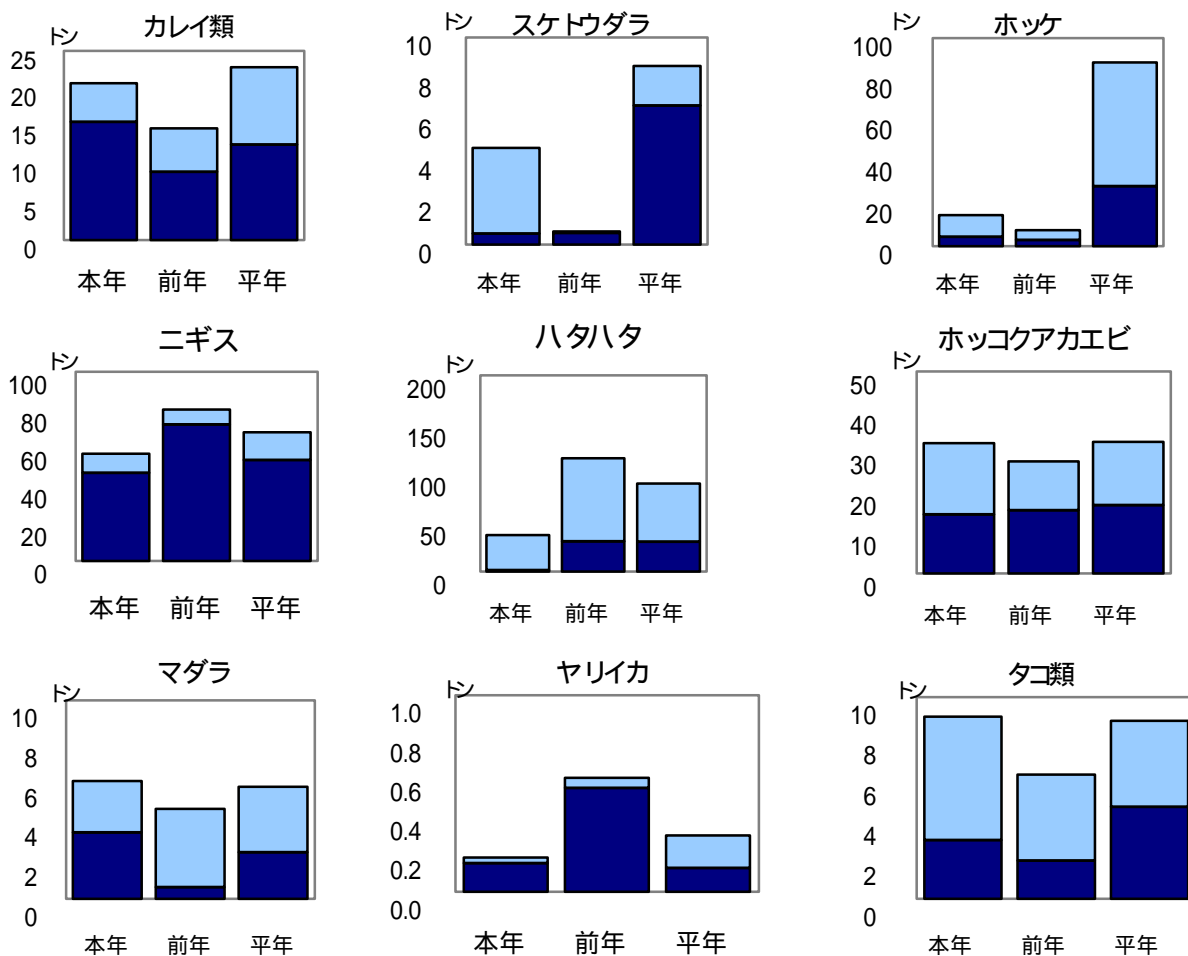 カレイ類
トン
25
20
15
10
5
0
本年 前年 平年
スケトウダラ
トン
10
8
6
4
2
0
本年 前年 平年
ホッケ
トン
100
80
60
40
20
0
本年 前年 平年
ニギス
トン
100
80
60
40
20
0
本年 前年 平年
ハタハタ
トン
200
150
100
50
0
本年 前年 平年
ホッコクアカエビ
トン
50
40
30
20
10
0
本年 前年 平年
マダラ
トン
10
8
6
4
2
0
本年 前年 平年
ヤリイカ
トン
1.0
0.8
0.6
0.4
0.2
0.0
本年 前年 平年
タコ類
トン
10
8
6
4
2
0
本年 前年 平年